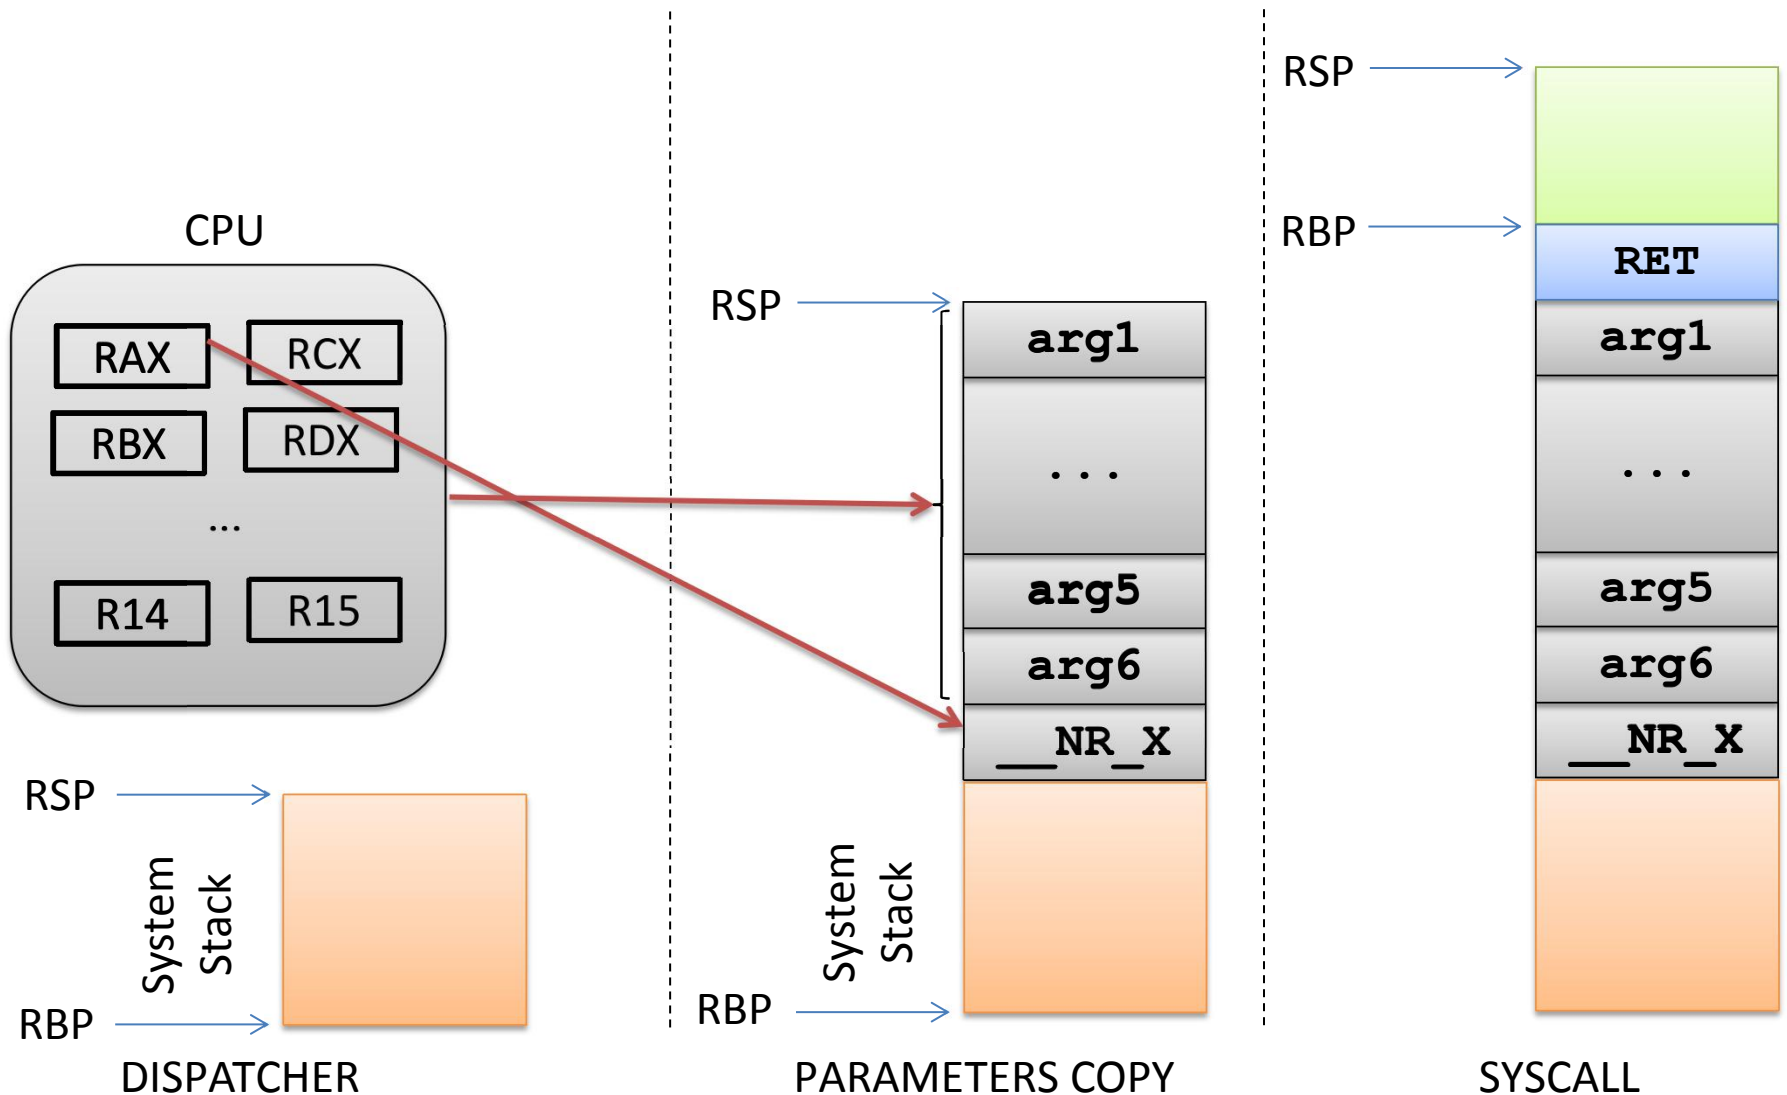 CPU
RAX
RCX
RBX
RDX
...
R14
R15
RSP
System
Stack
RBP
DISPATCHER
RSP
arg1
...
arg5
arg6
__NR_X
System
Stack
RBP
PARAMETERS COPY
RSP
RBP
RET
arg1
...
arg5
arg6
__NR_X
SYSCALL